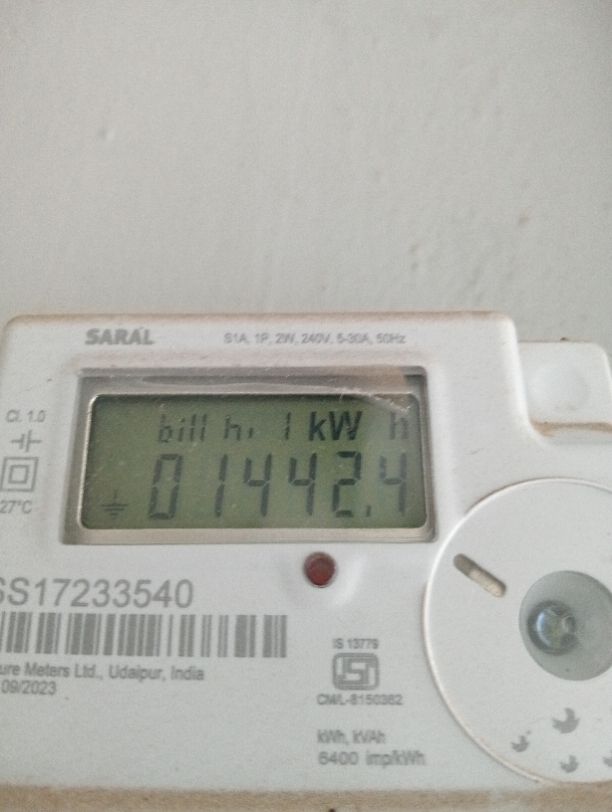 SARAL
S1A, 1P, 2W, 240V, 5-30A, 50Hz
Cl. 1.0
bill hi 1 kW h
01442.4
27°C
SS17233540
ure Meters Ltd., Udaipur, India
09/2023
IS 13779
CM/L-8150362
kWh, kVAh
6400 imp/kWh